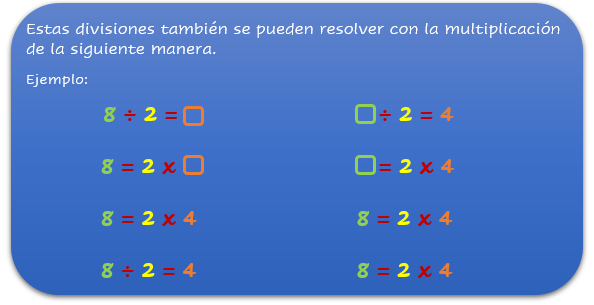 Estas divisiones también se pueden resolver con la multiplicación
de la siguiente manera.
Ejemplo:
8 ÷ 2 = □
□ ÷ 2 = 4
8 = 2 x □
□ = 2 x 4
8 = 2 x 4
8 = 2 x 4
8 ÷ 2 = 4
8 = 2 x 4